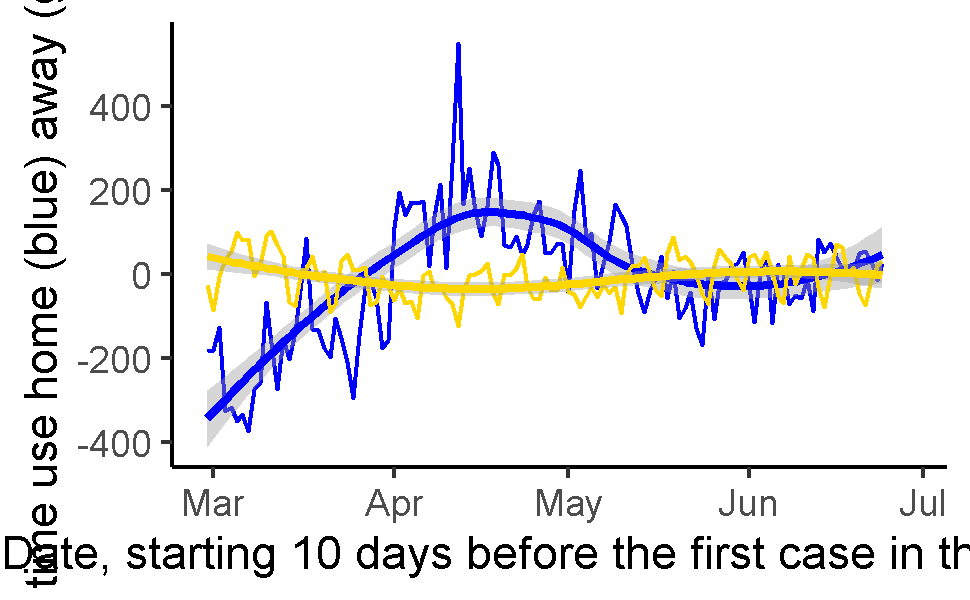 time use home (blue) away (
400
200
0
-200
-400
Mar Apr May Jun Jul
Date, starting 10 days before the first case in th